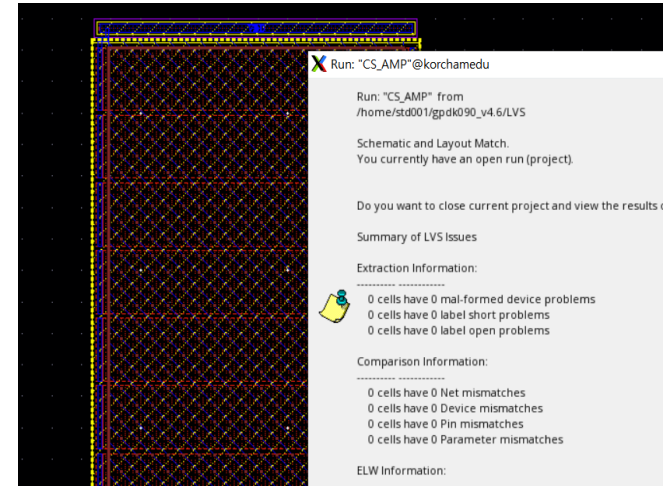 Run: "CS_AMP"@korchamedu
Run: "CS_AMP" from
/home/std001/gpdk090_v4.6/LVS
Schematic and Layout Match.
You currently have an open run (project).
Do you want to close current project and view the results
Summary of LVS Issues
Extraction Information:
---------- ------------
0 cells have 0 mal-formed device problems
0 cells have 0 label short problems
0 cells have 0 label open problems
Comparison Information:
---------- ------------
0 cells have 0 Net mismatches
0 cells have 0 Device mismatches
0 cells have 0 Pin mismatches
0 cells have 0 Parameter mismatches
ELW Information: